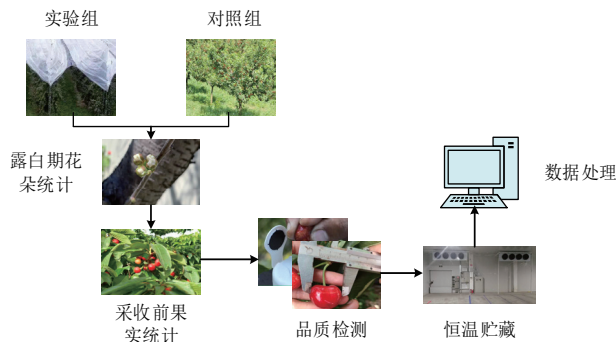 实验组
对照组
露白期花
朵统计
数据处理
采收前果
实统计
品质检测
恒温贮藏